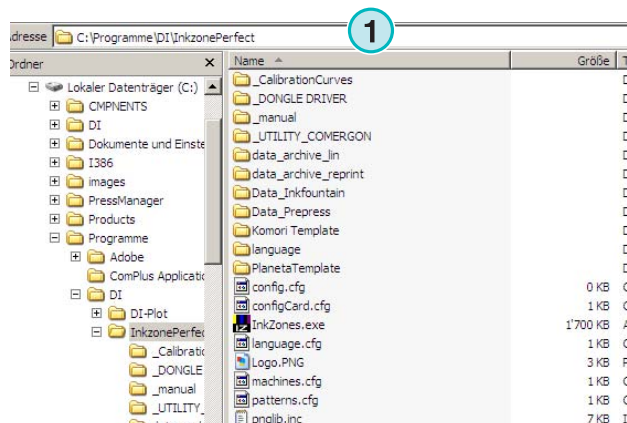 dresse C:\Programme\DI\InkzonePerfect
1
Ordner
Name Größe
Lokaler Datenträger (C:)
CMPNENTS
DI
Dokumente und Einste
I386
images
PressManager
Products
Programme
Adobe
ComPlus Applicatic
DI
DI-Plot
InkzonePerfec
_Calibratic
_DONGLE
_manual
_UTILITY_
_CalibrationCurves
_DONGLE DRIVER
_manual
_UTILITY_COMERGON
data_archive_lin
data_archive_reprint
Data_Inkfountain
Data_Prepress
Komori Template
language
PlanetaTemplate
config.cfg 0 KB
configCard.cfg 1 KB
InkZones.exe 1'700 KB
language.cfg 1 KB
Logo.PNG 3 KB
machines.cfg 1 KB
patterns.cfg 1 KB
pnglib.inc 7 KB